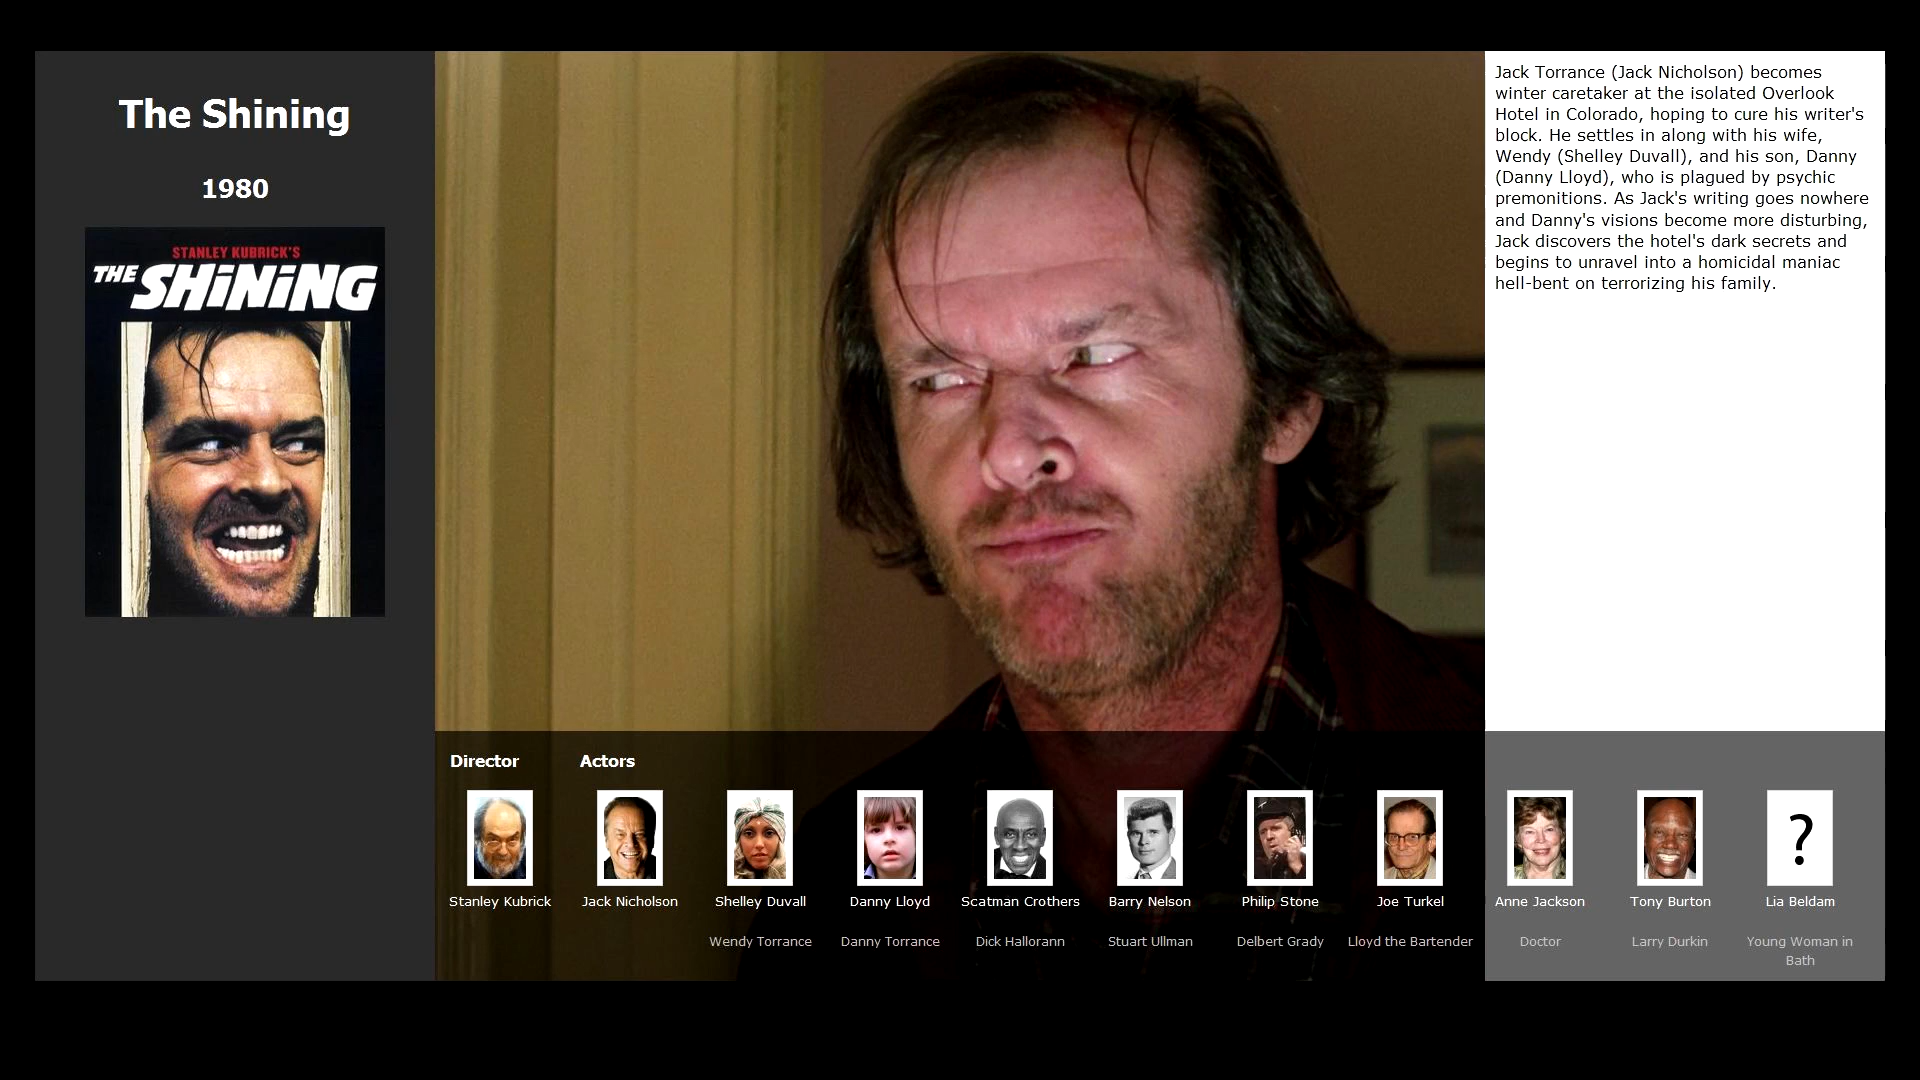 The Shining
1980
STANLEY KUBRICK'S
THE SHiNiNG
Jack Torrance (Jack Nicholson) becomes
winter caretaker at the isolated Overlook
Hotel in Colorado, hoping to cure his writer's
block. He settles in along with his wife,
Wendy (Shelley Duvall), and his son, Danny
(Danny Lloyd), who is plagued by psychic
premonitions. As Jack's writing goes nowhere
and Danny's visions become more disturbing,
Jack discovers the hotel's dark secrets and
begins to unravel into a homicidal maniac
hell-bent on terrorizing his family.
Director Actors
?
Stanley Kubrick Jack Nicholson Shelley Duvall Danny Lloyd Scatman Crothers Barry Nelson Philip Stone Joe Turkel Anne Jackson Tony Burton Lia Beldam
Wendy Torrance Danny Torrance Dick Hallorann Stuart Ullman Delbert Grady Lloyd the Bartender Doctor Larry Durkin Young Woman in
Bath